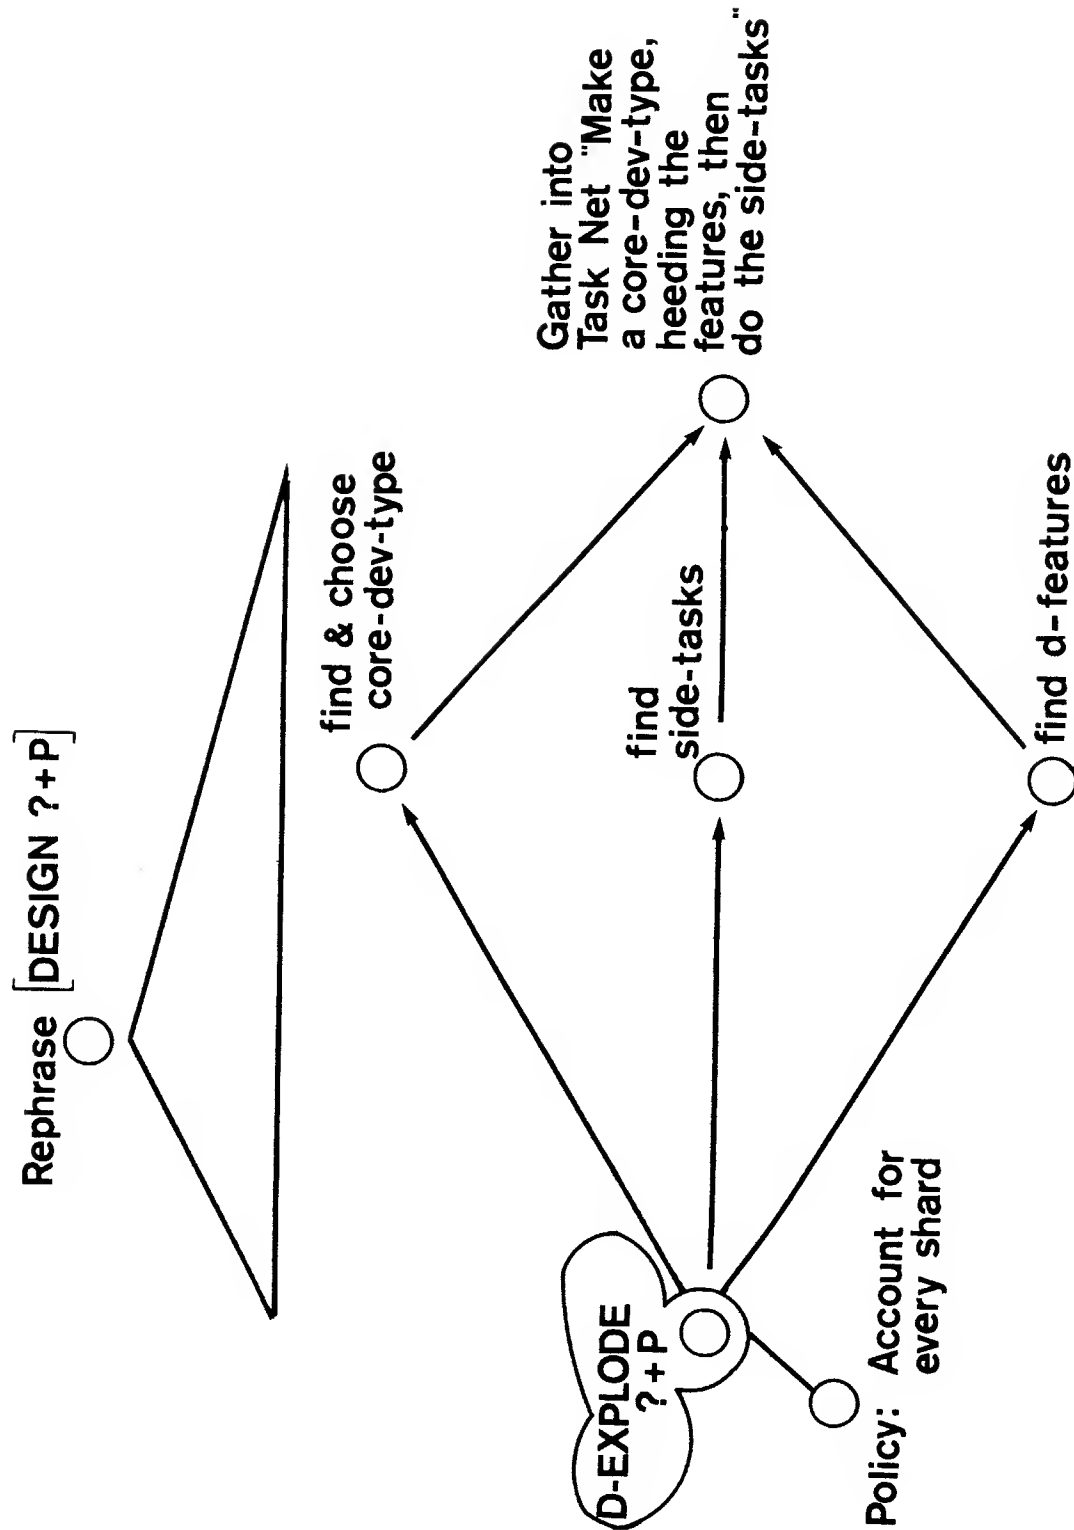 Rephrase [DESIGN ?+P]
find & choose
core-dev-type
Gather into
Task Net "Make
a core-dev-type,
heeding the
features, then
do the side-tasks"
find
side-tasks
D-EXPLODE
?+P
find d-features
Policy: Account for
every shard